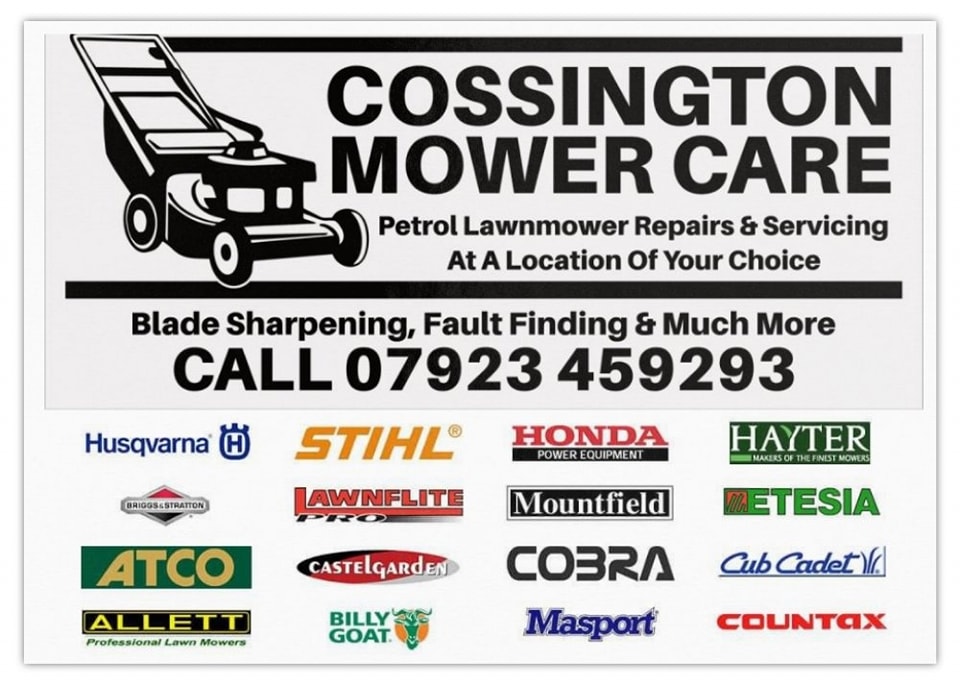 COSSINGTON
MOWER CARE
Petrol Lawnmower Repairs & Servicing
At A Location Of Your Choice
Blade Sharpening, Fault Finding & Much More
CALL 07923 459293
Husqvarna H
STIHL®
HONDA
POWER EQUIPMENT
HAYTER
MAKERS OF THE FINEST MOWERS
BRIGGS&STRATTON
LAWNFLITE
PRO
Mountfield
ETESIA
ATCO
CASTELGARDEN
COBRA
Cub Cadet
ALLETT
Professional Lawn Mowers
BILLY
GOAT
Masport
COUNTAX